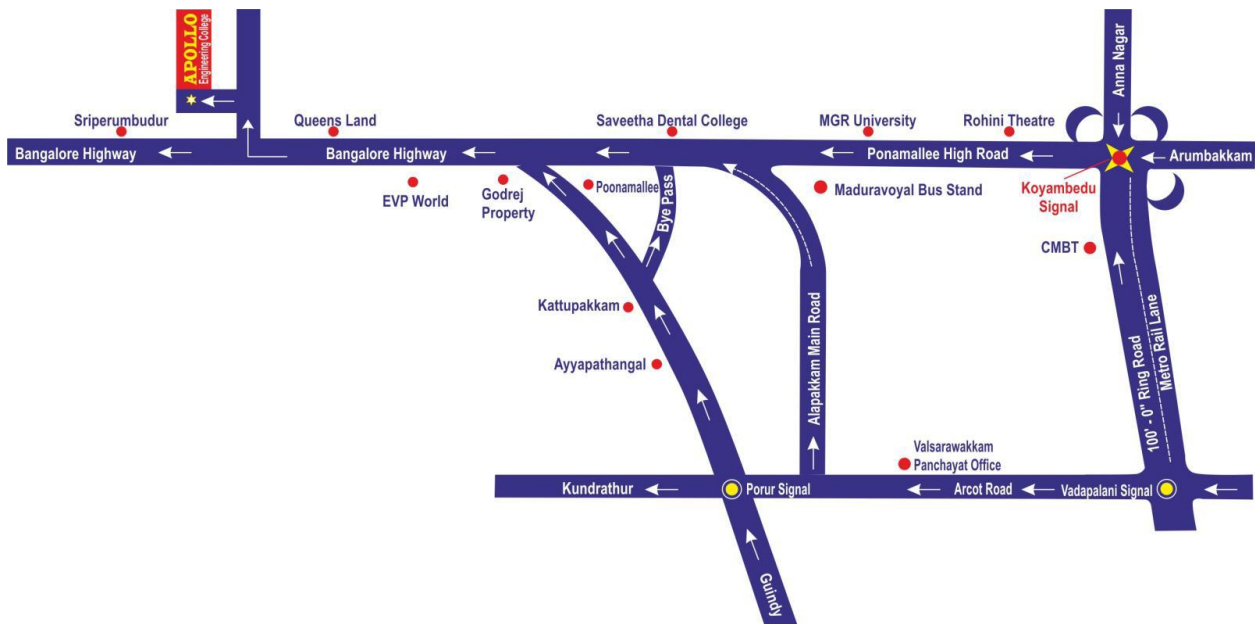 APOLLO
Engineering College
Anna Nagar
Sriperumbudur
Queens Land
Saveetha Dental College
MGR University
Rohini Theatre
Bangalore Highway
Bangalore Highway
Ponamallee High Road
Arumbakkam
EVP World
Godrej
Property
Poonamallee
Bye Pass
Maduravoyal Bus Stand
Koyambedu
Signal
CMBT
Kattupakkam
Ayyapathangal
Alapakkam Main Road
100' - 0" Ring Road
Metro Rail Lane
Valsarawakkam
Panchayat Office
Kundrathur
Porur Signal
Arcot Road
Vadapalani Signal
Guindy